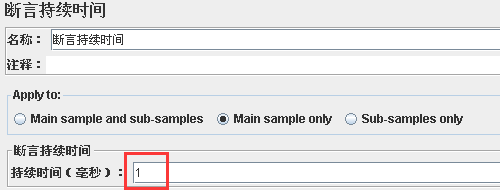 断言持续时间
名称： 断言持续时间
注释：
Apply to:
Main sample and sub-samples Main sample only Sub-samples only
断言持续时间
持续时间（毫秒）： 1